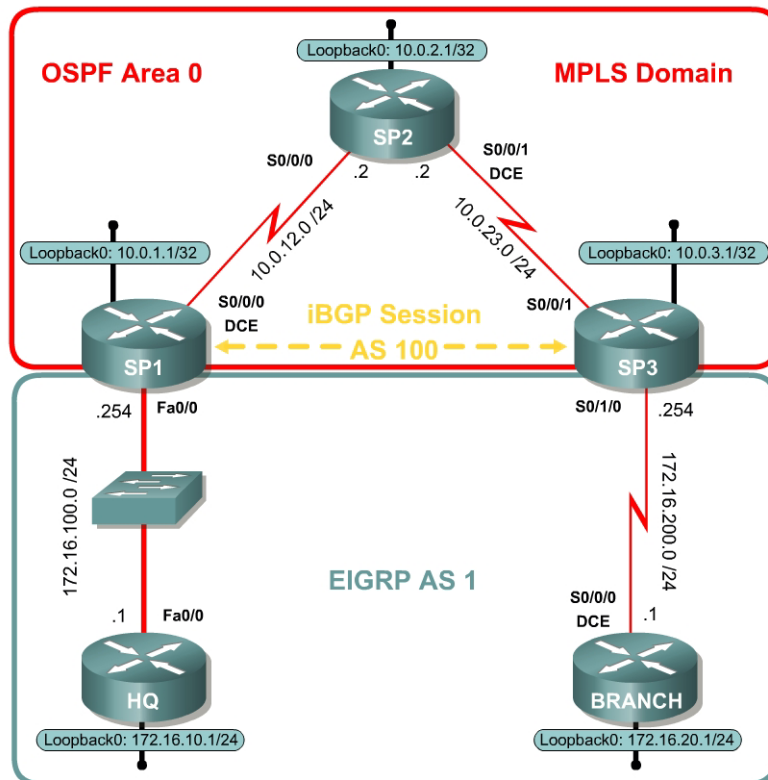 Loopback0: 10.0.2.1/32
OSPF Area 0
MPLS Domain
SP2
S0/0/0
.2
.2
S0/0/1
DCE
10.0.12.0 /24
10.0.23.0 /24
Loopback0: 10.0.1.1/32
Loopback0: 10.0.3.1/32
S0/0/0
DCE
iBGP Session
AS 100
S0/0/1
SP1
SP3
.254
Fa0/0
S0/1/0
.254
172.16.100.0 /24
172.16.200.0 /24
EIGRP AS 1
.1
Fa0/0
S0/0/0
DCE
.1
HQ
BRANCH
Loopback0: 172.16.10.1/24
Loopback0: 172.16.20.1/24